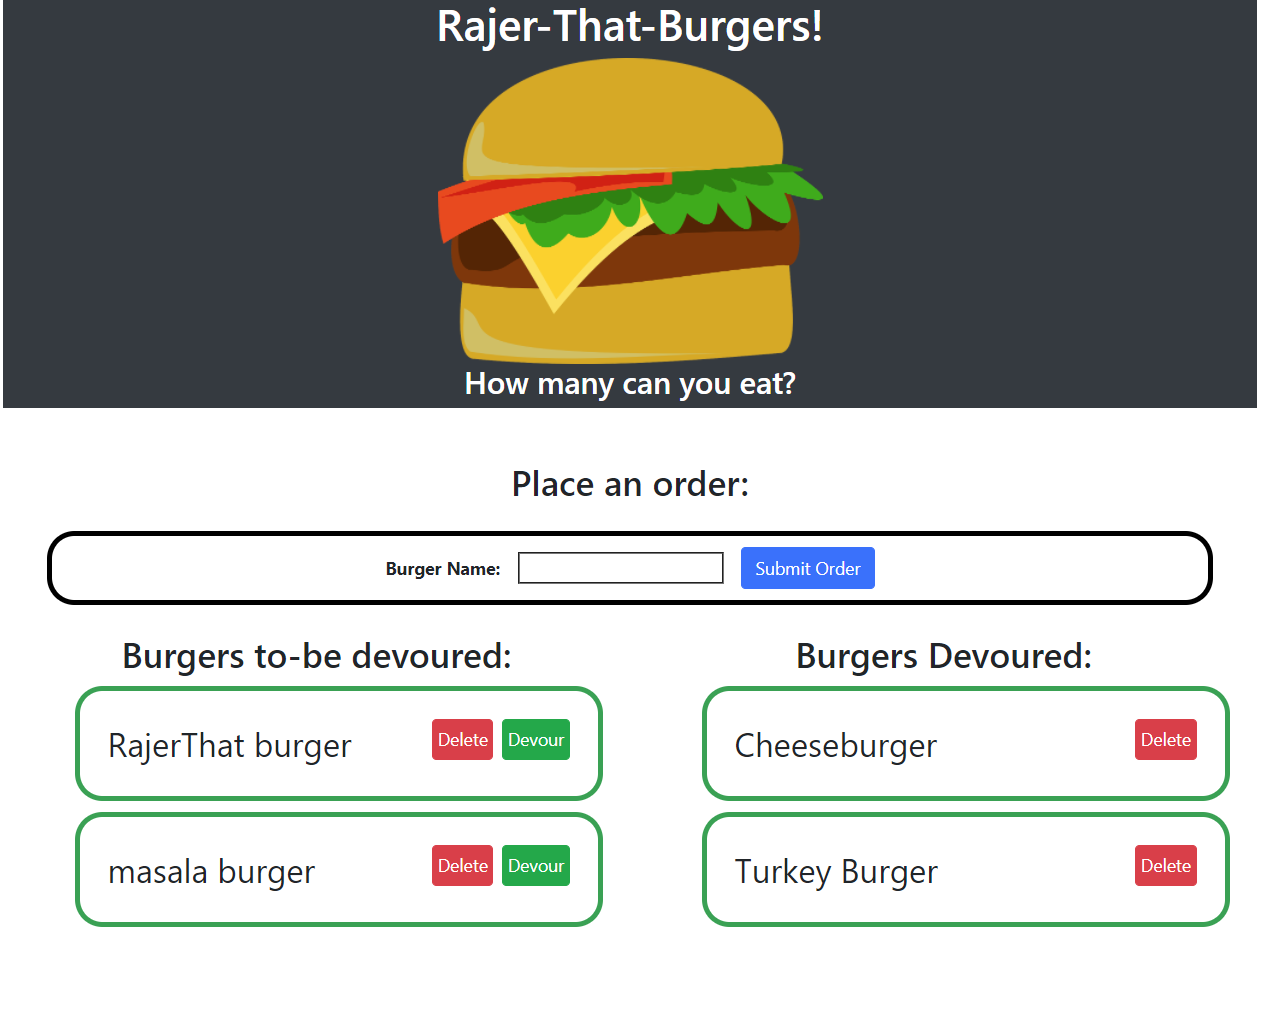 Rajer-That-Burgers!
How many can you eat?
Place an order:
Burger Name: Submit Order
Burgers to-be devoured:
RajerThat burger Delete Devour
masala burger Delete Devour
Burgers Devoured:
Cheeseburger Delete
Turkey Burger Delete